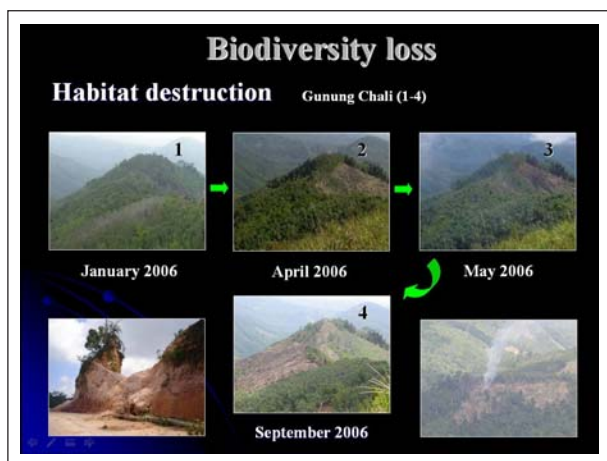 Biodiversity loss
Habitat destruction Gunung Chali (1-4)
1
2
3
January 2006
April 2006
May 2006
4
September 2006